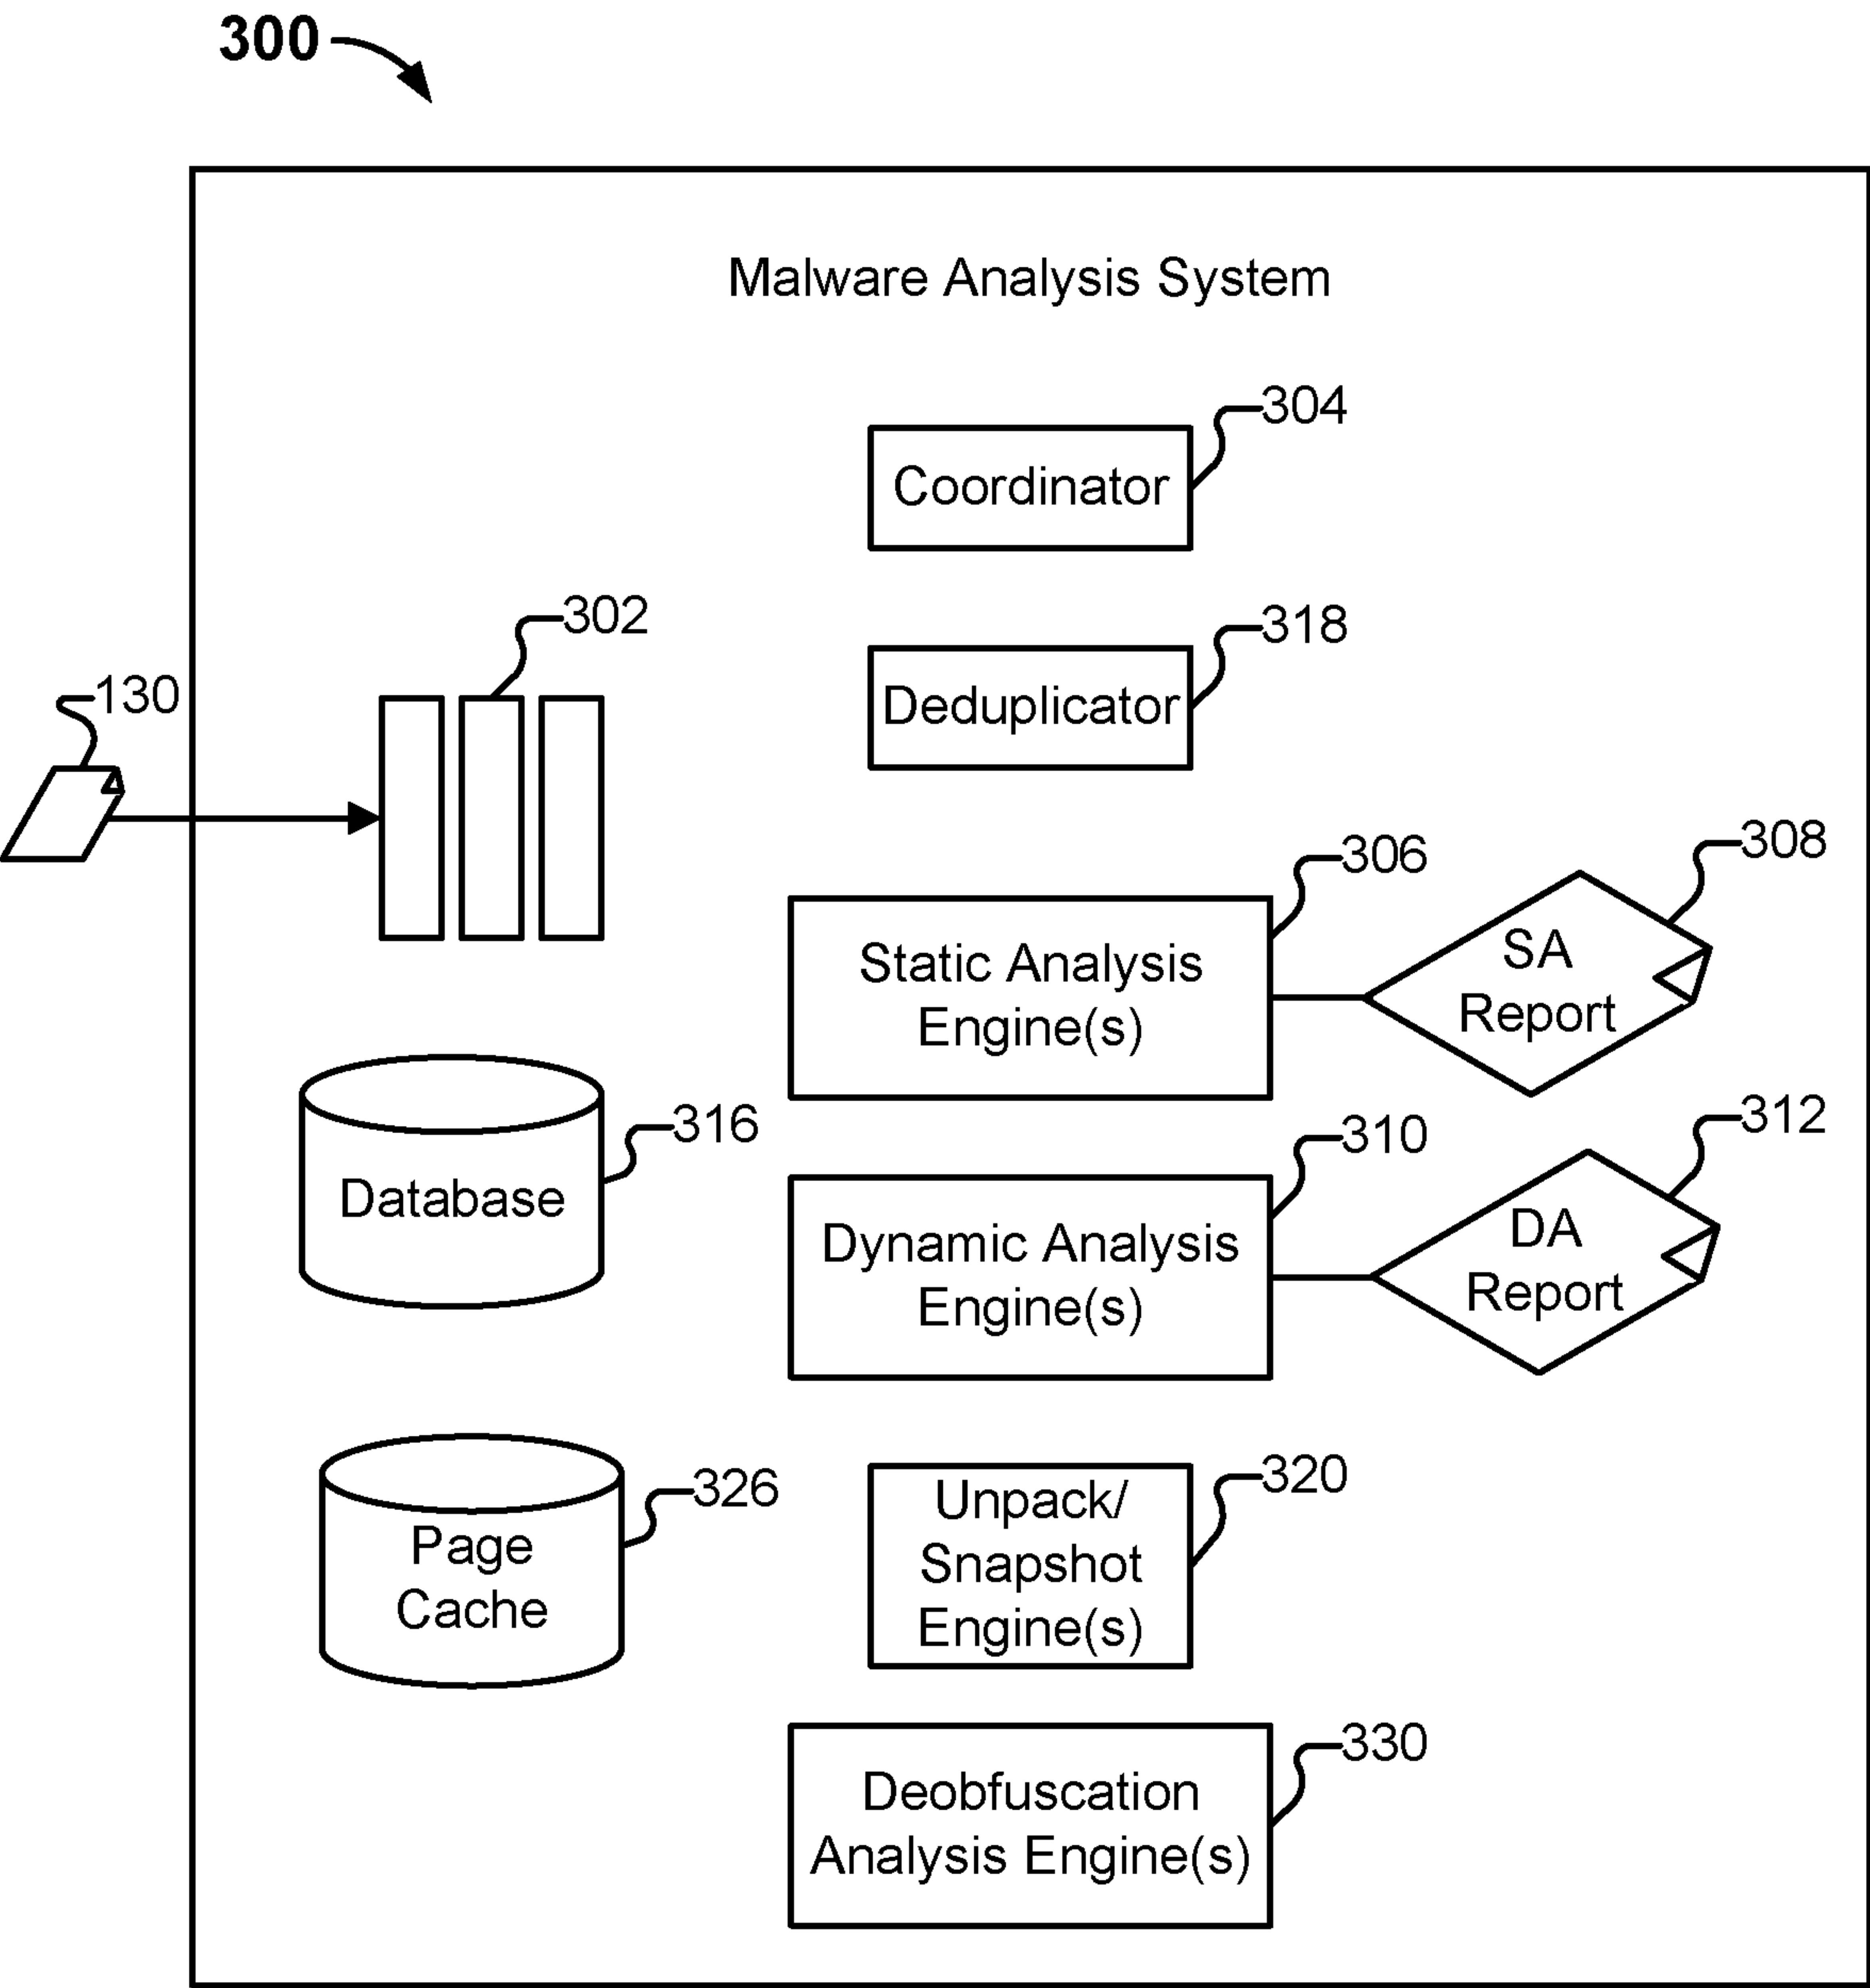 300
Malware Analysis System
304
Coordinator
302
318
130
Deduplicator
306
308
Static Analysis
Engine(s)
SA
Report
316
Database
310
312
Dynamic Analysis
Engine(s)
DA
Report
326
Page
Cache
320
Unpack/
Snapshot
Engine(s)
330
Deobfuscation
Analysis Engine(s)